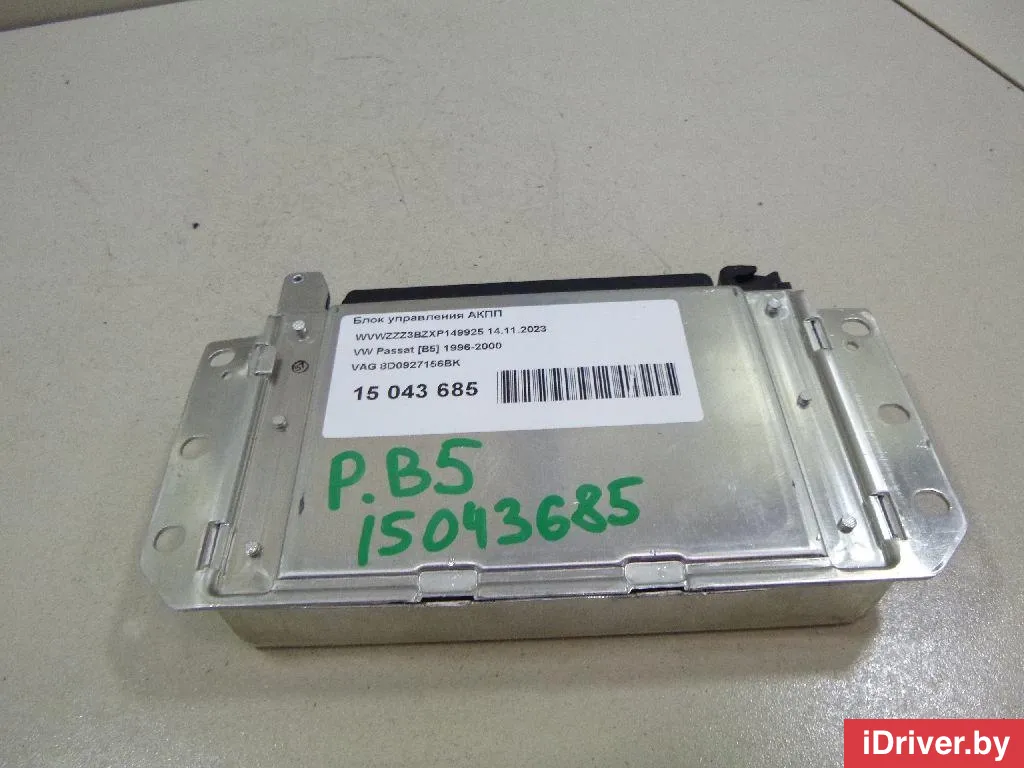 Блок управления АКПП
WVWZZZ3BZXP149925 14.11.2023
VW Passat [B5] 1996-2000
VAG 8D0927156BK
15 043 685
P.B5
15043685
iDriver.by